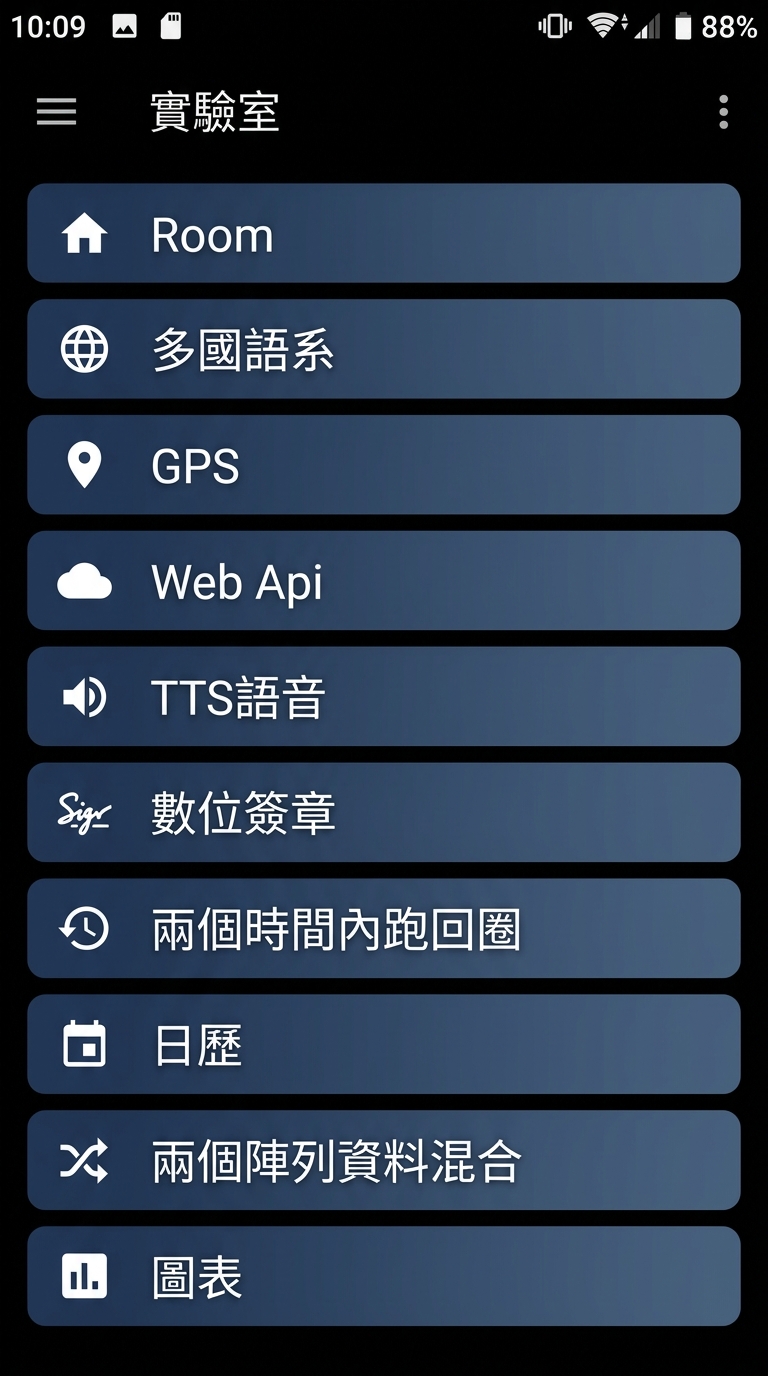 10:09 88%
實驗室
Room
多國語系
GPS
Web Api
TTS語音
Sign 數位簽章
兩個時間內跑回圈
日歷
兩個陣列資料混合
圖表